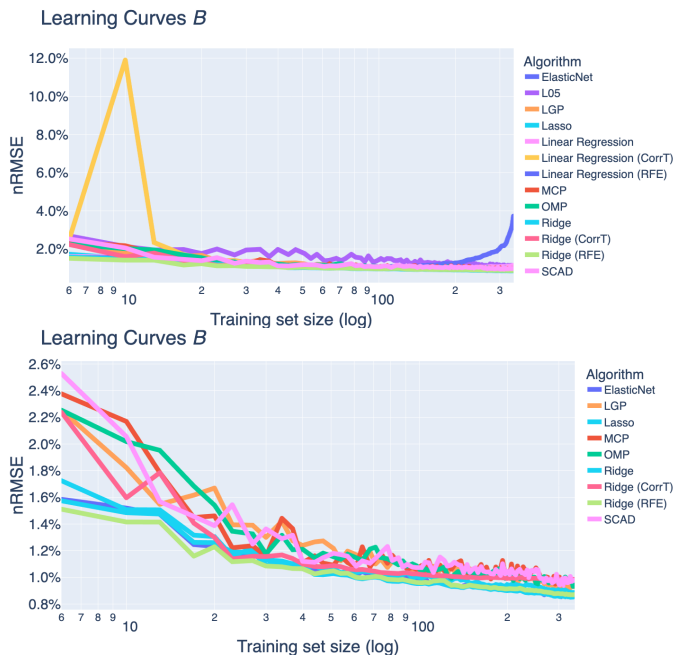 Learning Curves B
12.0%
10.0%
8.0%
6.0%
4.0%
2.0%
nRMSE
6 7 8 9 10 2 3 4 5 6 7 8 9 100 2 3
Training set size (log)
Algorithm
ElasticNet
L05
LGP
Lasso
Linear Regression
Linear Regression (CorrT)
Linear Regression (RFE)
MCP
OMP
Ridge
Ridge (CorrT)
Ridge (RFE)
SCAD
Learning Curves B
2.6%
2.4%
2.2%
2.0%
1.8%
1.6%
1.4%
1.2%
1.0%
0.8%
nRMSE
6 7 8 9 10 2 3 4 5 6 7 8 9 100 2 3
Training set size (log)
Algorithm
ElasticNet
LGP
Lasso
MCP
OMP
Ridge
Ridge (CorrT)
Ridge (RFE)
SCAD